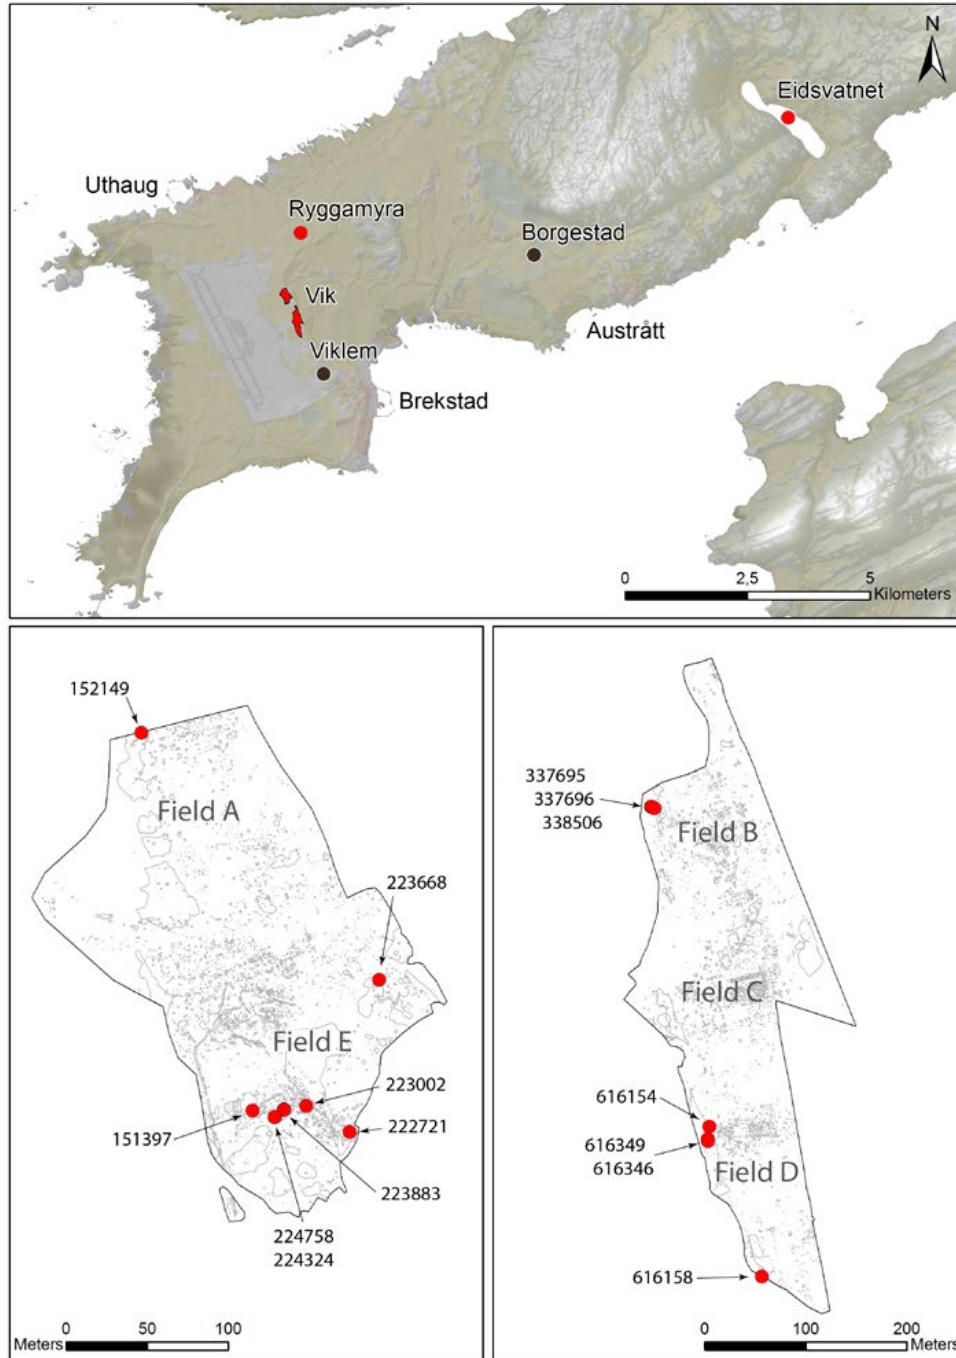 N
Eidsvatnet
Uthaug
Ryggamyra
Borgestad
Vik
Austrått
Viklem
Brekstad
0 2,5 5
Kilometers
152149
Field A
223668
Field E
223002
151397
222721
223883
224758
224324
0 50 100
Meters
337695
337696
338506
Field B
Field C
616154
616349
616346
Field D
616158
0 100 200
Meters